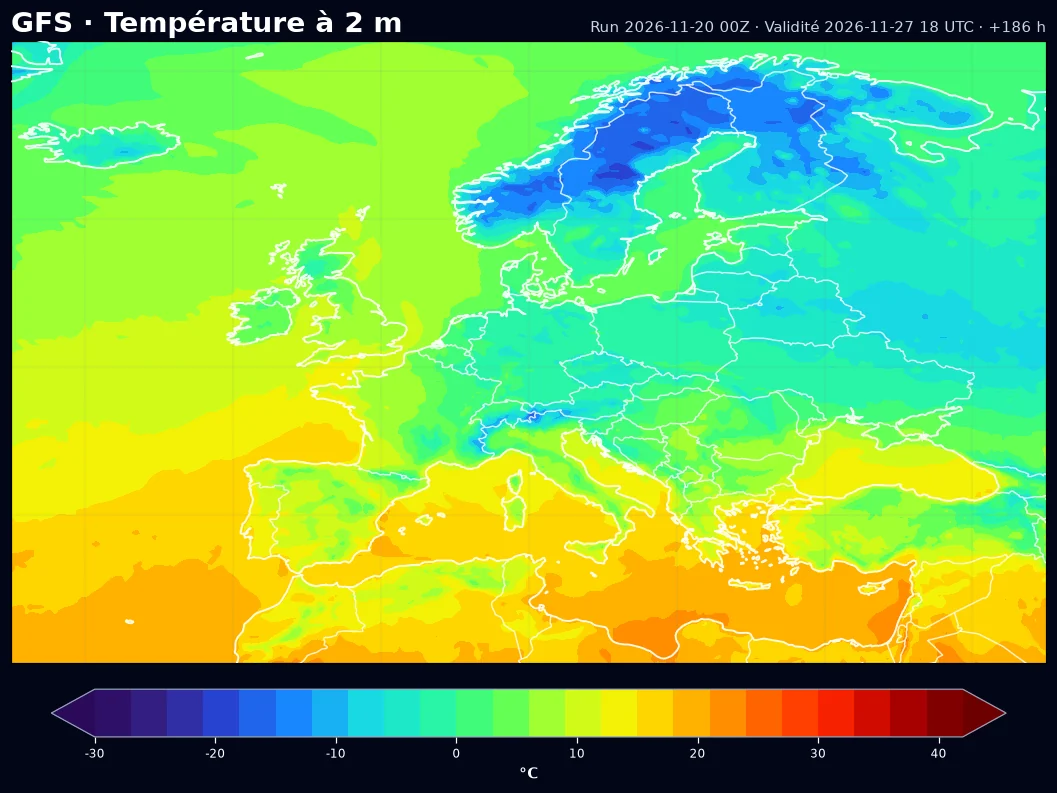 GFS · Température à 2 m
Run 2026-11-20 00Z · Validité 2026-11-27 18 UTC · +186 h
-30 -20 -10 0 10 20 30 40
°C